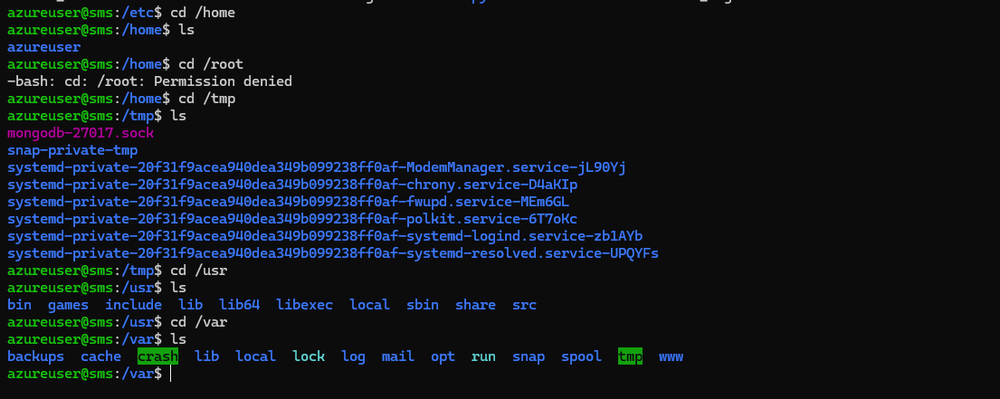 azureuser@sms:/etc$ cd /home
azureuser@sms:/home$ ls
azureuser
azureuser@sms:/home$ cd /root
-bash: cd: /root: Permission denied
azureuser@sms:/home$ cd /tmp
azureuser@sms:/tmp$ ls
mongodb-27017.sock
snap-private-tmp
systemd-private-20f31f9acea940dea349b099238ff0af-ModemManager.service-jL90Yj
systemd-private-20f31f9acea940dea349b099238ff0af-chrony.service-D4aKIp
systemd-private-20f31f9acea940dea349b099238ff0af-fwupd.service-MEm6GL
systemd-private-20f31f9acea940dea349b099238ff0af-polkit.service-6T7oKc
systemd-private-20f31f9acea940dea349b099238ff0af-systemd-logind.service-zb1AYb
systemd-private-20f31f9acea940dea349b099238ff0af-systemd-resolved.service-UPQYFs
azureuser@sms:/tmp$ cd /usr
azureuser@sms:/usr$ ls
bin games include lib lib64 libexec local sbin share src
azureuser@sms:/usr$ cd /var
azureuser@sms:/var$ ls
backups cache crash lib local lock log mail opt run snap spool tmp www
azureuser@sms:/var$